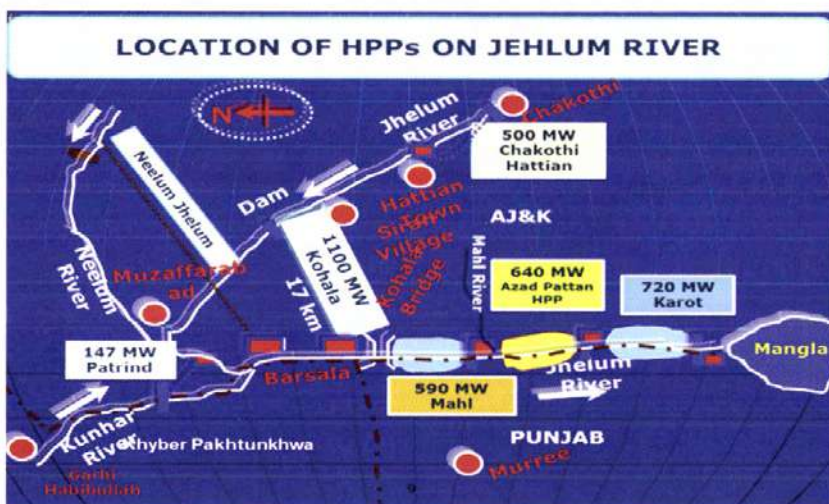 LOCATION OF HPPs ON JEHLUM RIVER
N
Chakothi
Jhelum
River
500 MW
Chakothi
Hattian
Neelum Jhelum
Dam
Hattian
Town
Siran
Village
AJ&K
Neelum
River
Muzaffarab
ad
1100 MW
Kohala
17 km
Kohala
Bridge
Mahl River
640 MW
Azad Pattan
HPP
720 MW
Karot
147 MW
Patrind
Barsala
Mangla
590 MW
Mahl
Jhelum
River
Kunhar
River
Khyber Pakhtunkhwa
PUNJAB
Garhi
Habibullah
Murree
9